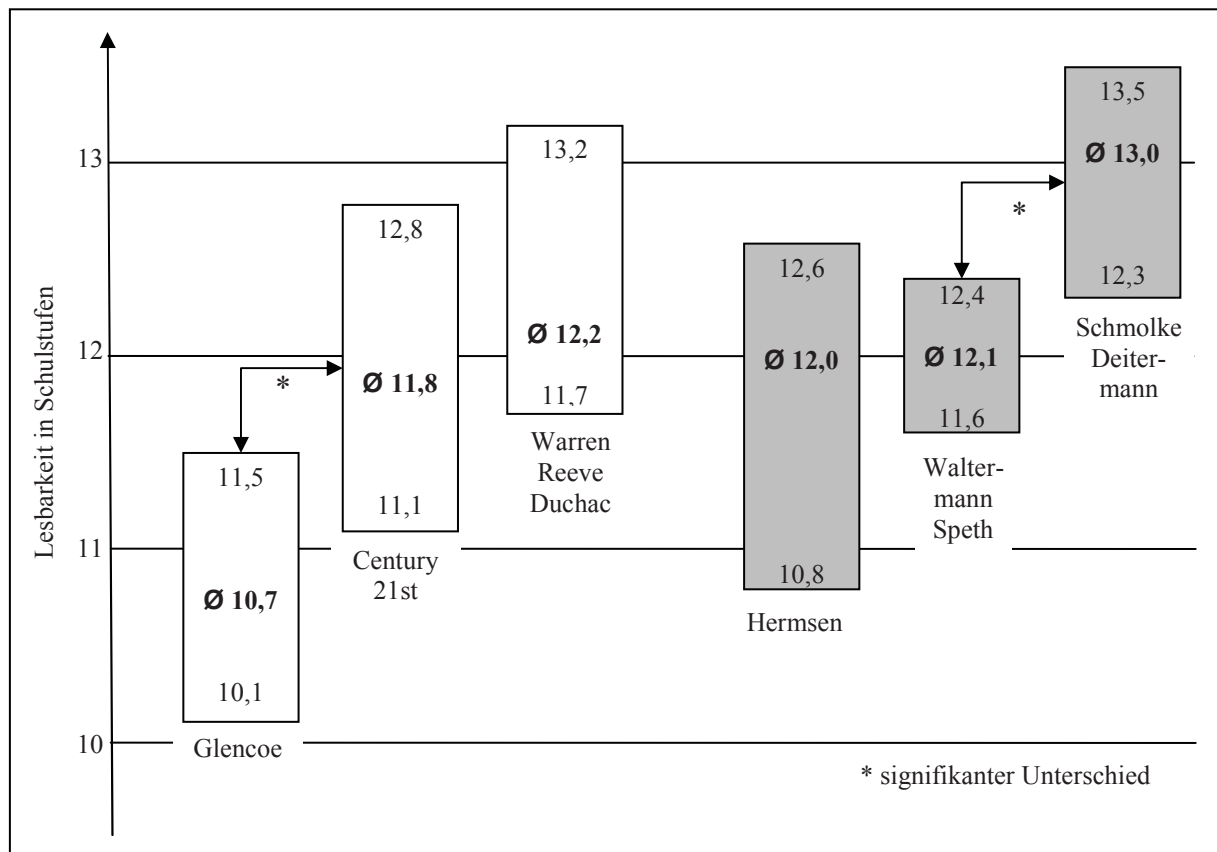 Lesbarkeit in Schulstufen
13
12
11
10
11,5
Ø 10,7
10,1
Glencoe
*
12,8
Ø 11,8
11,1
Century
21st
13,2
Ø 12,2
11,7
Warren
Reeve
Duchac
12,6
Ø 12,0
10,8
Hermsen
12,4
Ø 12,1
11,6
Walter-
mann
Speth
*
13,5
Ø 13,0
12,3
Schmolke
Deiter-
mann
* signifikanter Unterschied